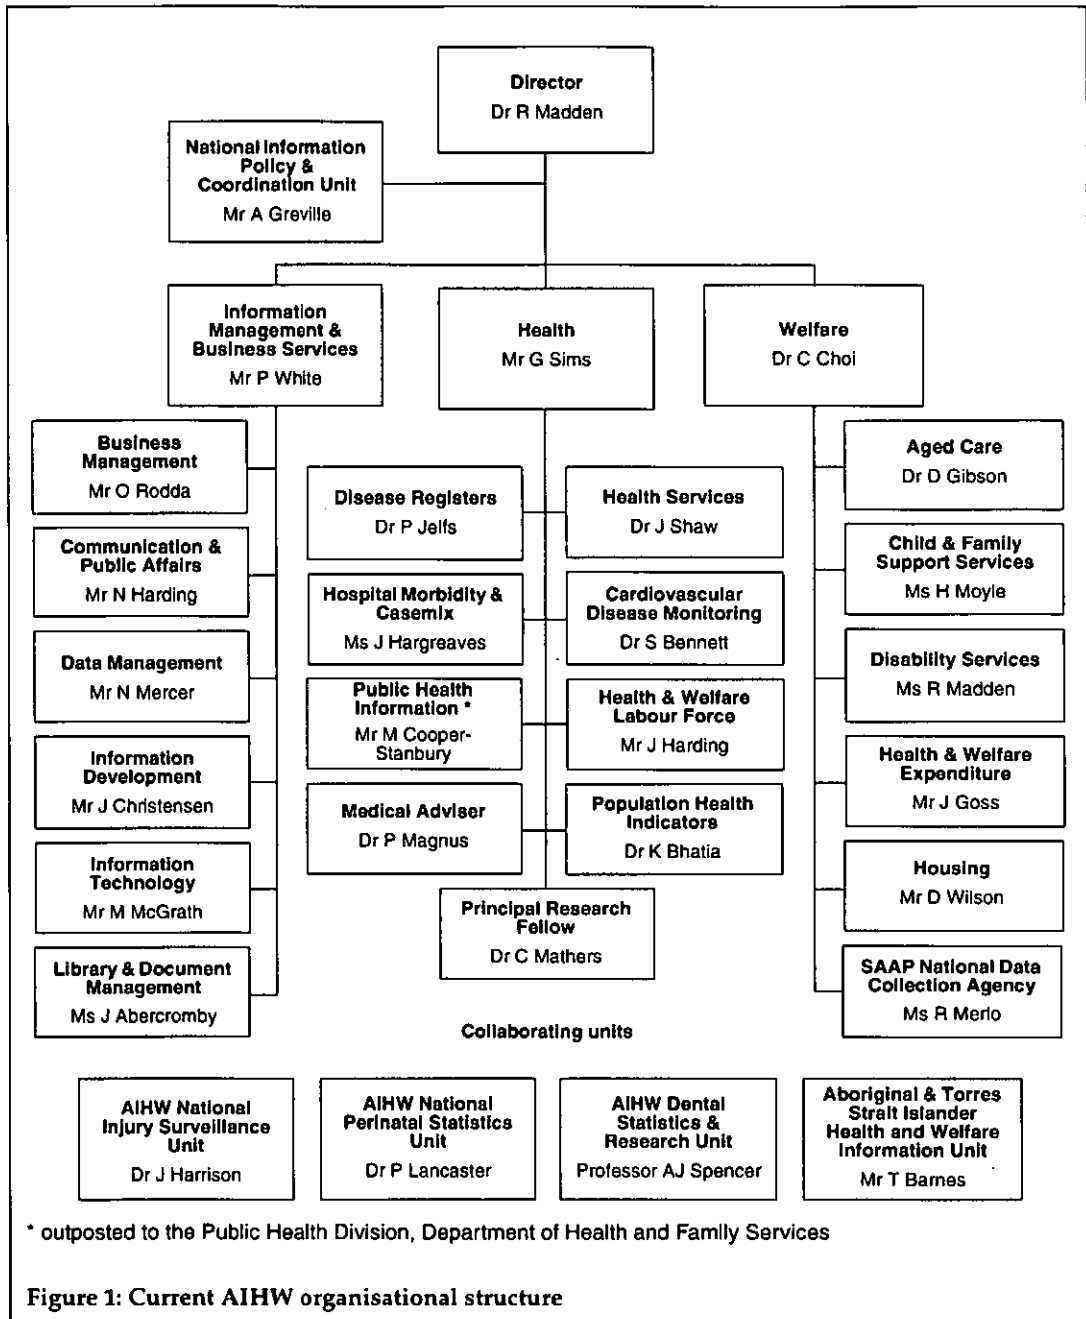 Director
Dr R Madden
National Information
Policy &
Coordination Unit
Mr A Greville
Information
Management &
Business Services
Mr P White
Health
Mr G Sims
Welfare
Dr C Choi
Business
Management
Mr O Rodda
Communication &
Public Affairs
Mr N Harding
Data Management
Mr N Mercer
Information
Development
Mr J Christensen
Information
Technology
Mr M McGrath
Library & Document
Management
Ms J Abercromby
Disease Registers
Dr P Jelfs
Health Services
Dr J Shaw
Hospital Morbidity &
Casemix
Ms J Hargreaves
Cardiovascular
Disease Monitoring
Dr S Bennett
Public Health
Information *
Mr M Cooper-
Stanbury
Health & Welfare
Labour Force
Mr J Harding
Medical Adviser
Dr P Magnus
Population Health
Indicators
Dr K Bhatia
Principal Research
Fellow
Dr C Mathers
Aged Care
Dr D Gibson
Child & Family
Support Services
Ms H Moyle
Disability Services
Ms R Madden
Health & Welfare
Expenditure
Mr J Goss
Housing
Mr D Wilson
SAAP National Data
Collection Agency
Ms R Merlo
Collaborating units
AIHW National
Injury Surveillance
Unit
Dr J Harrison
AIHW National
Perinatal Statistics
Unit
Dr P Lancaster
AIHW Dental
Statistics &
Research Unit
Professor AJ Spencer
Aboriginal & Torres
Strait Islander
Health and Welfare
Information Unit
Mr T Barnes
* outposted to the Public Health Division, Department of Health and Family Services
Figure 1: Current AIHW organisational structure